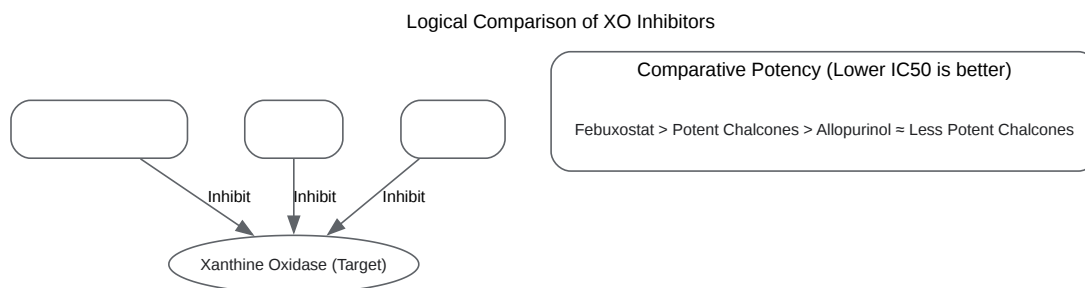 Logical Comparison of XO Inhibitors
Comparative Potency (Lower IC50 is better)
Febuxostat > Potent Chalcones > Allopurinol ≈ Less Potent Chalcones
Inhibit
Inhibit
Inhibit
Xanthine Oxidase (Target)